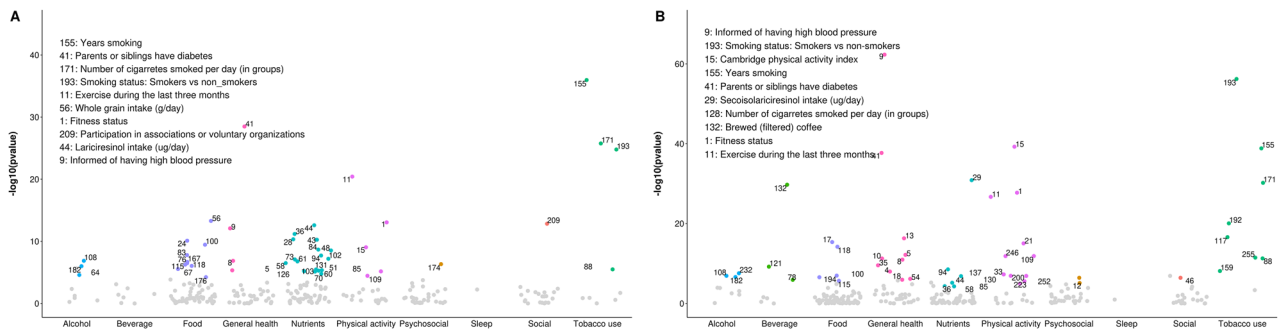 A
-log10(pvalue)
40
30
20
10
0
155: Years smoking
41: Parents or siblings have diabetes
171: Number of cigarretes smoked per day (in groups)
193: Smoking status: Smokers vs non_smokers
11: Exercise during the last three months
56: Whole grain intake (g/day)
1: Fitness status
209: Participation in associations or voluntary organizations
44: Lariciresinol intake (ug/day)
9: Informed of having high blood pressure
155
171
193
41
11
1
209
56
9
44
36
28
43
24
100
83
76
118
115
67
176
108
182
64
8
5
73
61
58
126
84
48
102
94
131
103
60
51
70
15
85
109
174
88
Alcohol
Beverage
Food
General health
Nutrients
Physical activity
Psychosocial
Sleep
Social
Tobacco use
B
-log10(pvalue)
60
40
20
0
9: Informed of having high blood pressure
193: Smoking status: Smokers vs non-smokers
15: Cambridge physical activity index
155: Years smoking
41: Parents or siblings have diabetes
29: Secoisolariciresinol intake (ug/day)
128: Number of cigarettes smoked per day (in groups)
132: Brewed (filtered) coffee
1: Fitness status
11: Exercise during the last three months
9
193
15
155
41
29
171
132
11
1
192
117
255
88
159
17
118
13
10
35
5
8
4
18
54
21
246
105
33
130
200
223
252
121
78
108
232
182
194
100
115
94
137
44
36
58
85
12
46
Alcohol
Beverage
Food
General health
Nutrients
Physical activity
Psychosocial
Sleep
Social
Tobacco use